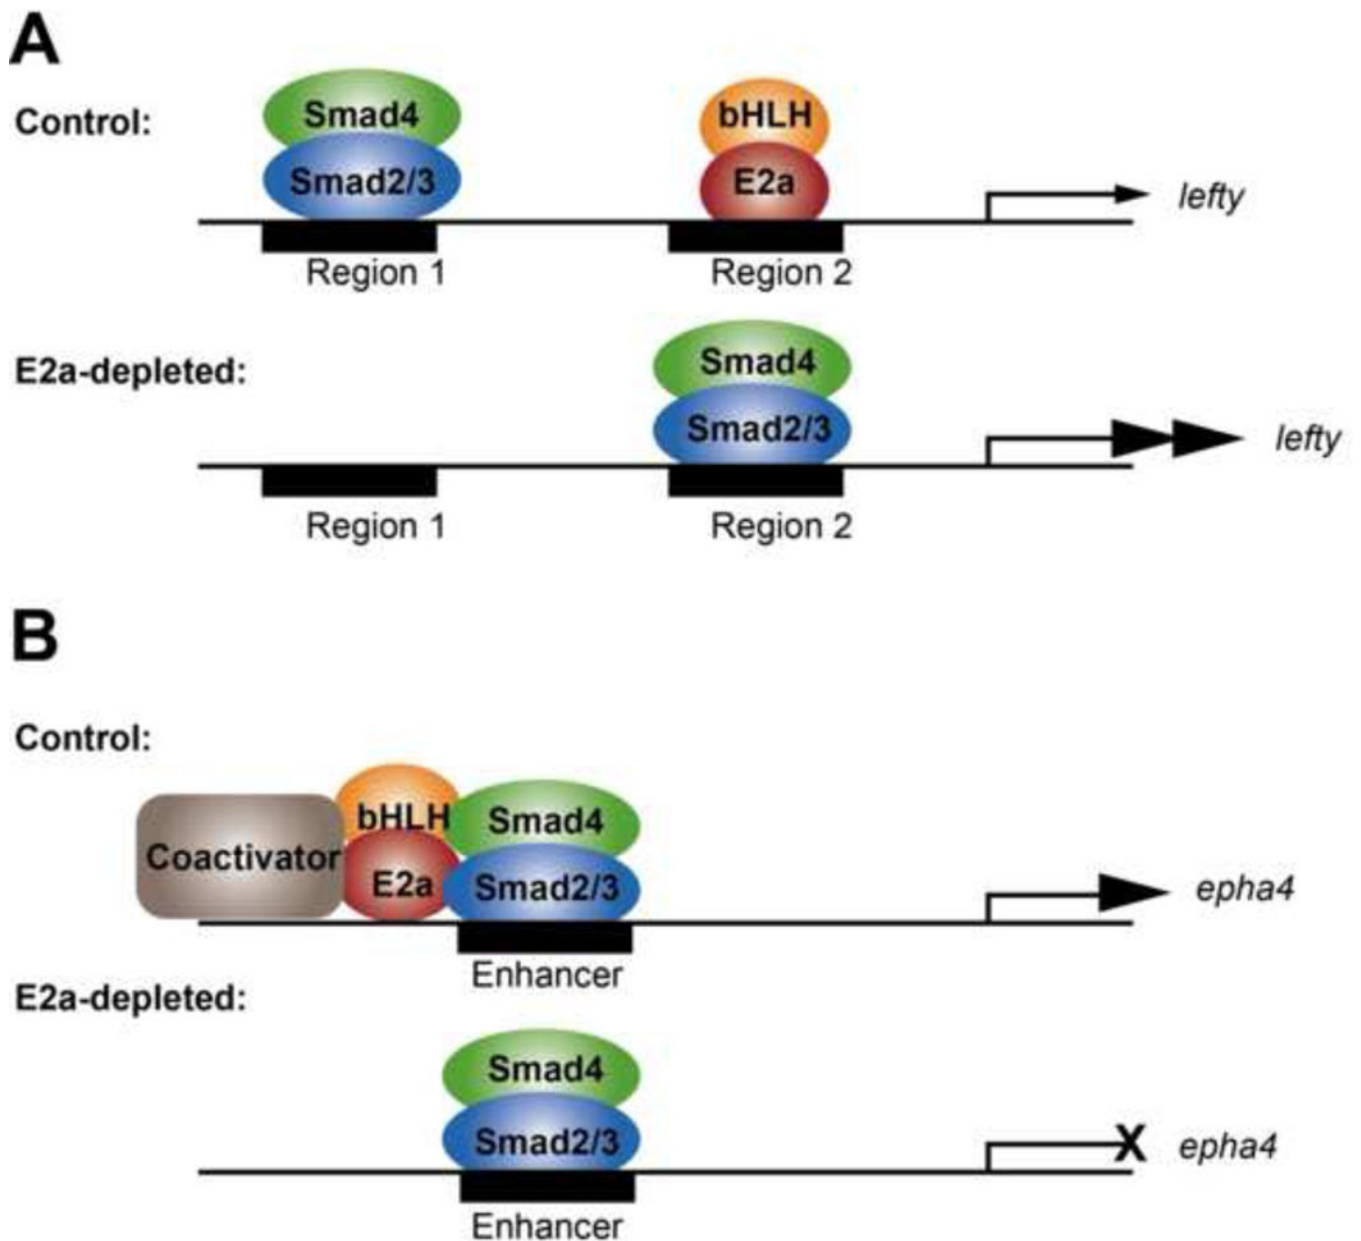 A
Control:
Smad4
Smad2/3
bHLH
E2a
lefty
Region 1
Region 2
E2a-depleted:
Smad4
Smad2/3
lefty
Region 1
Region 2
B
Control:
Coactivator
bHLH
E2a
Smad4
Smad2/3
epha4
Enhancer
E2a-depleted:
Smad4
Smad2/3
X
epha4
Enhancer